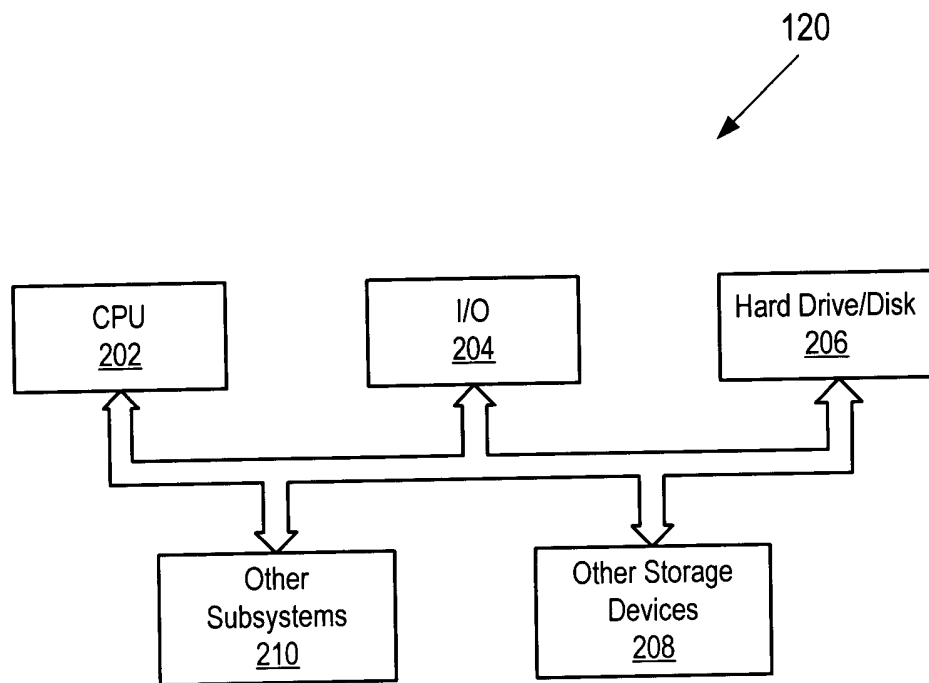 120
CPU
202
I/O
204
Hard Drive/Disk
206
Other
Subsystems
210
Other Storage
Devices
208